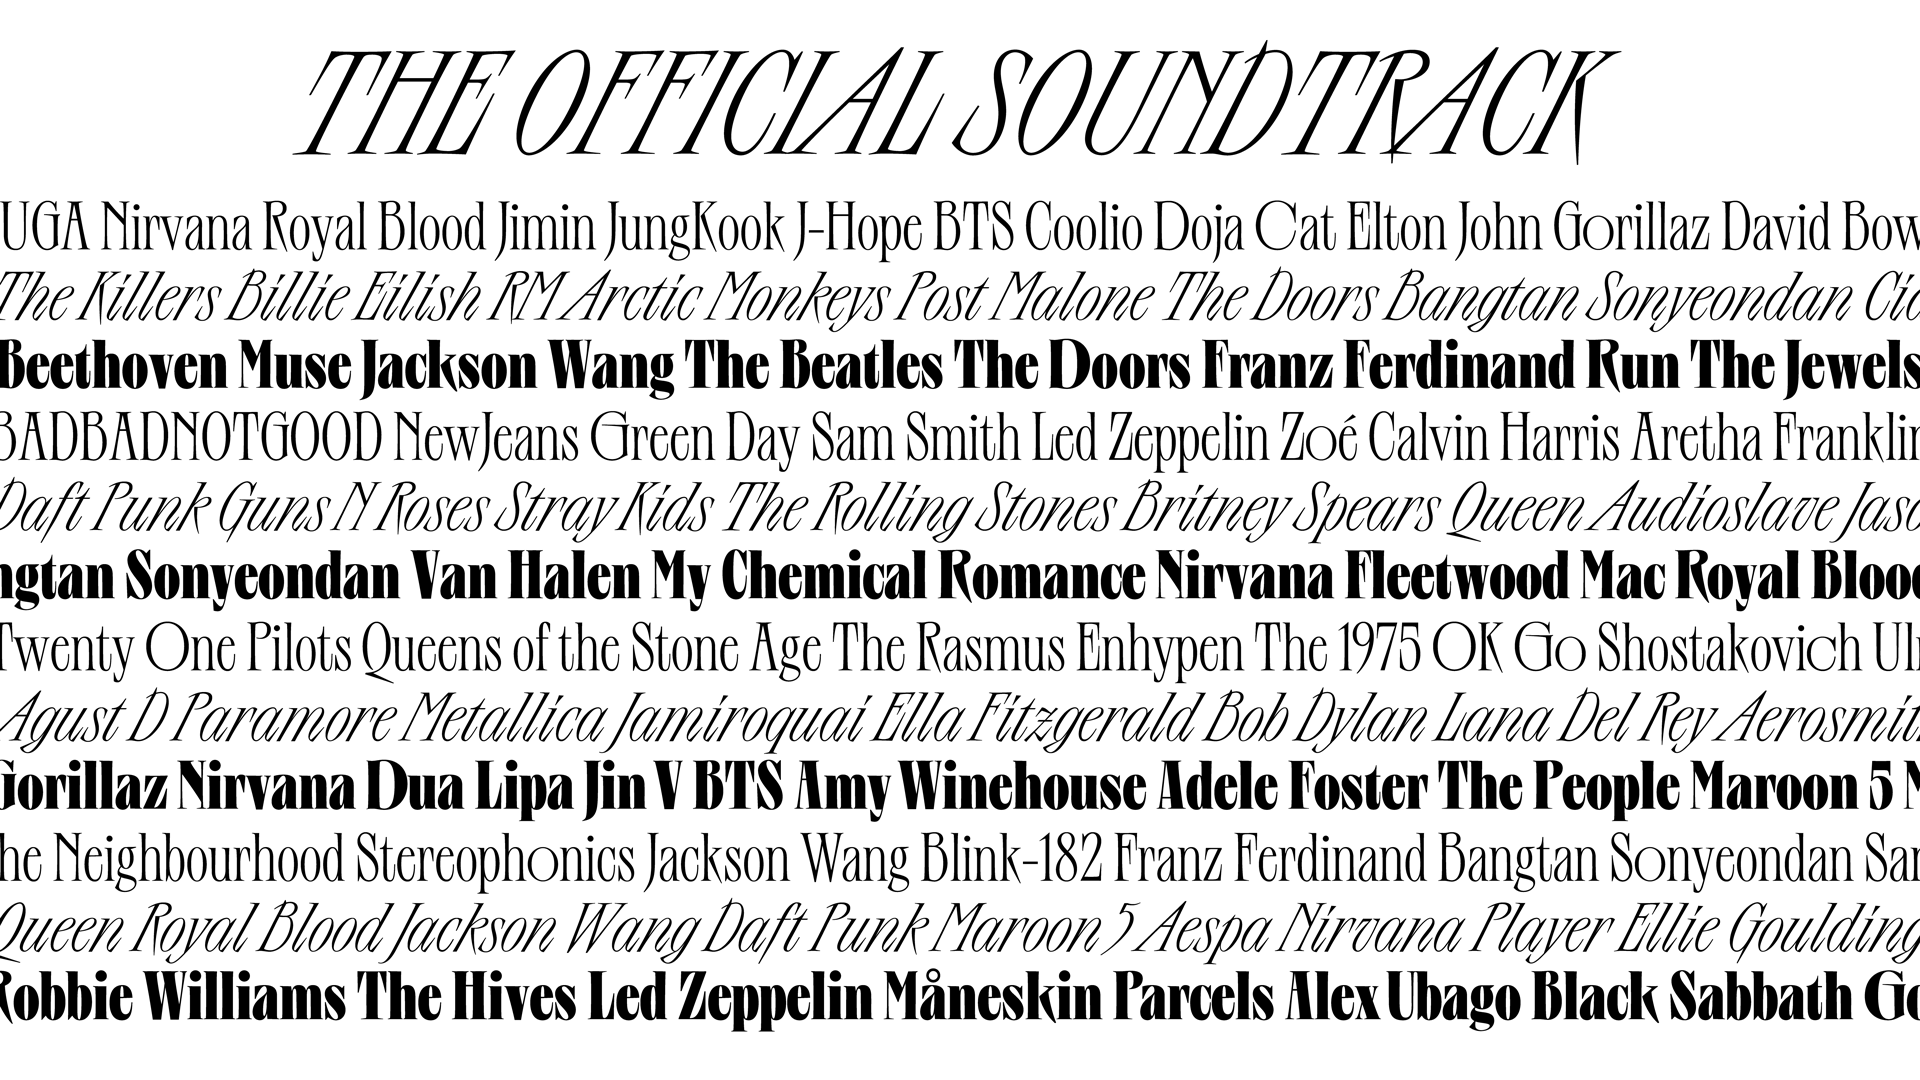 THE OFFICIAL SOUNDTRACK
UGA Nirvana Royal Blood Jimin JungKook J-Hope BTS Coolio Doja Cat Elton John Gorillaz David Bow
The Killers Billie Eilish RM Arctic Monkeys Post Malone The Doors Bangtan Sonyeondan Cia
Beethoven Muse Jackson Wang The Beatles The Doors Franz Ferdinand Run The Jewels
BADBADNOTGOOD NewJeans Green Day Sam Smith Led Zeppelin Zoé Calvin Harris Aretha Franklin
Daft Punk Guns N Roses Stray Kids The Rolling Stones Britney Spears Queen Audioslave Jaso
ngtan Sonyeondan Van Halen My Chemical Romance Nirvana Fleetwood Mac Royal Blood
Twenty One Pilots Queens of the Stone Age The Rasmus Enhypen The 1975 OK Go Shostakovich Ul
Agust D Paramore Metallica Jamiroquai Ella Fitzgerald Bob Dylan Lana Del Rey Aerosmit
Gorillaz Nirvana Dua Lipa Jin V BTS Amy Winehouse Adele Foster The People Maroon 5
he Neighbourhood Stereophonics Jackson Wang Blink-182 Franz Ferdinand Bangtan Sonyeondan Sam
Queen Royal Blood Jackson Wang Daft Punk Maroon 5 Aespa Nirvana Player Ellie Goulding
Robbie Williams The Hives Led Zeppelin Måneskin Parcels Alex Ubago Black Sabbath Go